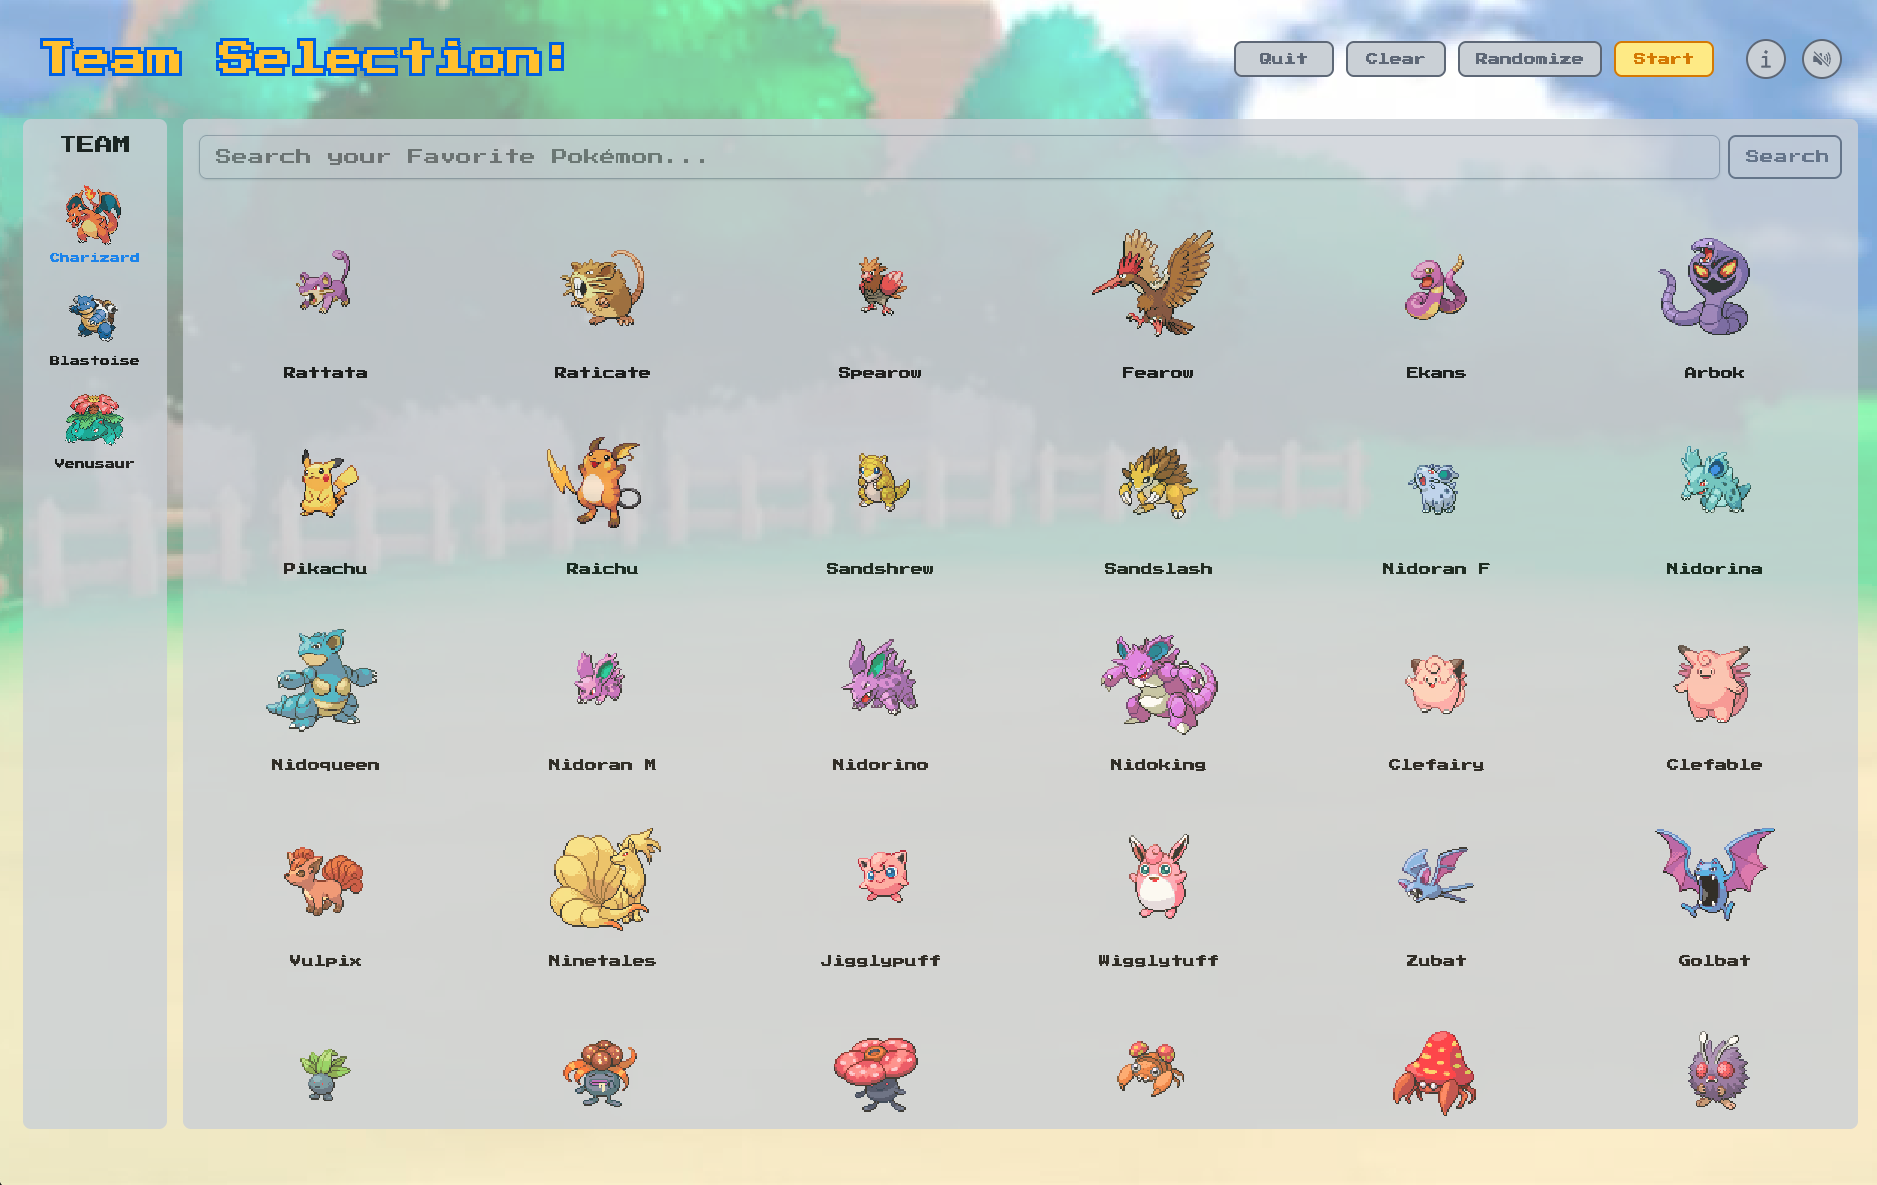 Team Selection:
Quit
Clear
Randomize
Start
i
TEAM
Charizard
Blastoise
Venusaur
Search your Favorite Pokémon...
Search
Rattata
Raticate
Spearow
Fearow
Ekans
Arbok
Pikachu
Raichu
Sandshrew
Sandslash
Nidoran F
Nidorina
Nidoqueen
Nidoran M
Nidorino
Nidoking
Clefairy
Clefable
Vulpix
Ninetales
Jigglypuff
Wigglytuff
Zubat
Golbat